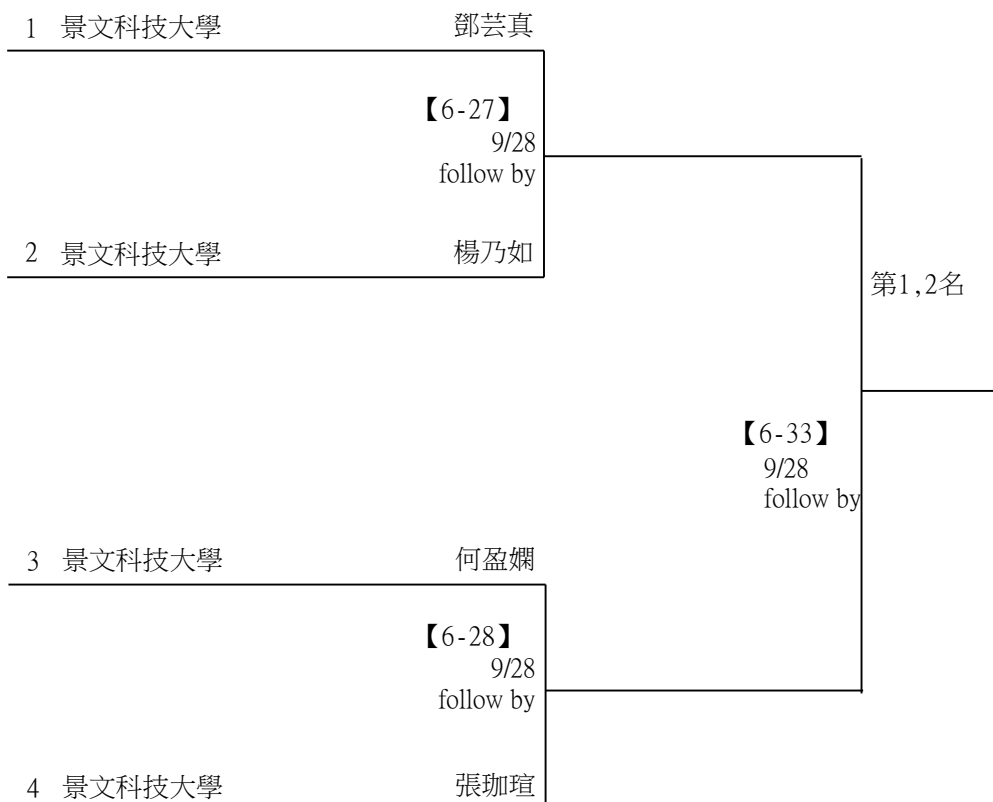 1 景文科技大學 鄧芸真
【6-27】
9/28
follow by
2 景文科技大學 楊乃如
第1,2名
【6-33】
9/28
follow by
3 景文科技大學 何盈嫻
【6-28】
9/28
follow by
4 景文科技大學 張珈瑄